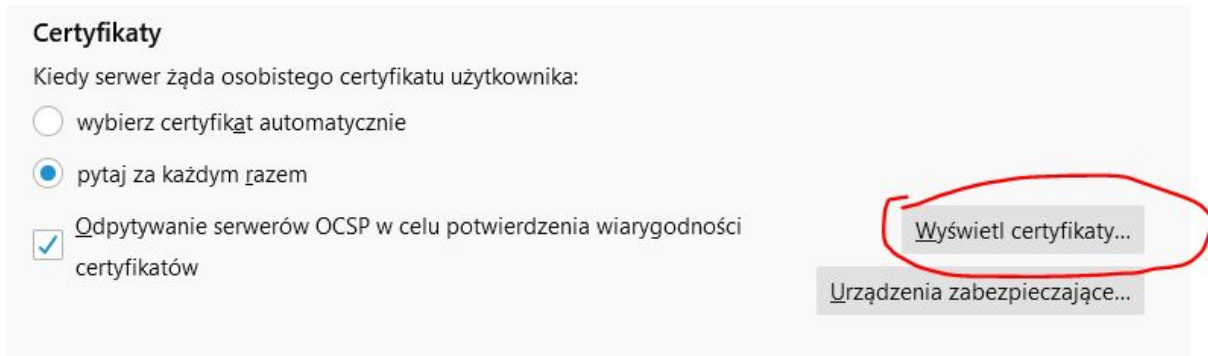 Certyfikaty
Kiedy serwer żąda osobistego certyfikatu użytkownika:
wybierz certyfikat automatycznie
pytaj za każdym razem
Odpytywanie serwerów OCSP w celu potwierdzenia wiarygodności
certyfikatów
Wyświetl certyfikaty...
Urządzenia zabezpieczające...